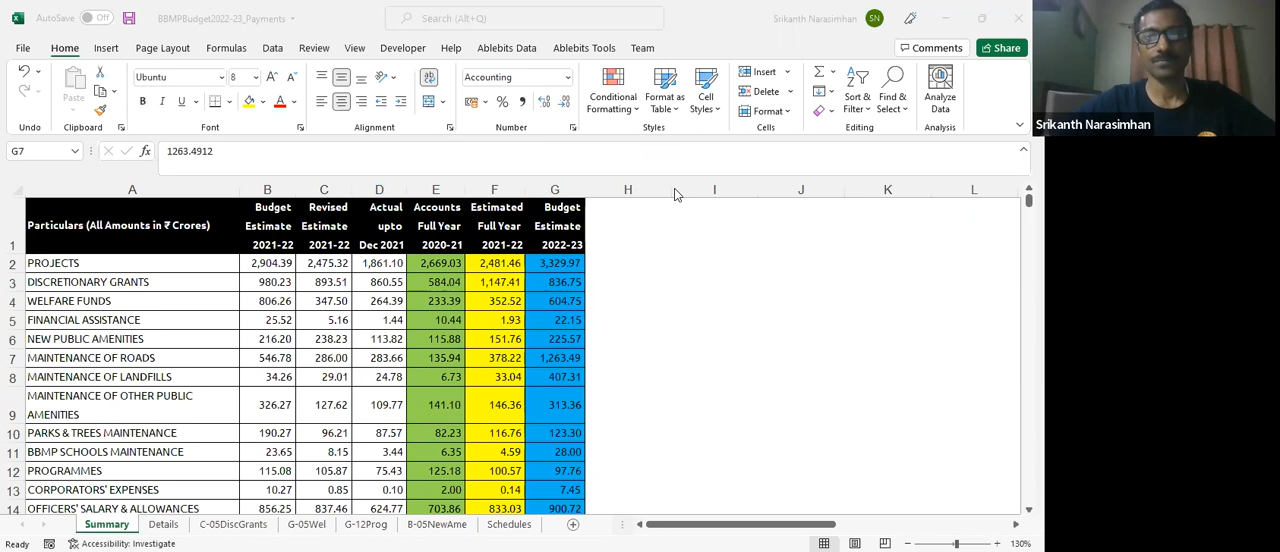 AutoSave Off BBMPBudget2022-23_Payments Search (Alt+Q) Srikanth Narasimhan SN
File Home Insert Page Layout Formulas Data Review View Developer Help Ablebits Data Ablebits Tools Team Comments Share
Paste Ubuntu 8 B I U A A Accounting % Conditional Formatting Format as Table Cell Styles Insert Delete Format Sort & Filter Find & Select Analyze Data
Undo Clipboard Font Alignment Number Styles Cells Editing Analysis
Srikanth Narasimhan
G7 fx 1263.4912
A B C D E F G H I J K L
1 Particulars (All Amounts in ₹ Crores) Budget Estimate 2021-22 Revised Estimate 2021-22 Actual upto Dec 2021 Accounts Full Year 2020-21 Estimated Full Year 2021-22 Budget Estimate 2022-23
2 PROJECTS 2,904.39 2,475.32 1,861.10 2,669.03 2,481.46 3,329.97
3 DISCRETIONARY GRANTS 980.23 893.51 860.55 584.04 1,147.41 836.75
4 WELFARE FUNDS 806.26 347.50 264.39 233.39 352.52 604.75
5 FINANCIAL ASSISTANCE 25.52 5.16 1.44 10.44 1.93 22.15
6 NEW PUBLIC AMENITIES 216.20 238.23 113.82 115.88 151.76 225.57
7 MAINTENANCE OF ROADS 546.78 286.00 283.66 135.94 378.22 1,263.49
8 MAINTENANCE OF LANDFILLS 34.26 29.01 24.78 6.73 33.04 407.31
9 MAINTENANCE OF OTHER PUBLIC AMENITIES 326.27 127.62 109.77 141.10 146.36 313.36
10 PARKS & TREES MAINTENANCE 190.27 96.21 87.57 82.23 116.76 123.30
11 BBMP SCHOOLS MAINTENANCE 23.65 8.15 3.44 6.35 4.59 28.00
12 PROGRAMMES 115.08 105.87 75.43 125.18 100.57 97.76
13 CORPORATORS' EXPENSES 10.27 0.85 0.10 2.00 0.14 7.45
14 OFFICERS' SALARY & ALLOWANCES 856.25 837.46 624.77 703.86 833.03 900.72
Summary Details C-05DiscGrants G-05Wel G-12Prog B-05NewAme Schedules
Ready Accessibility: Investigate 130%